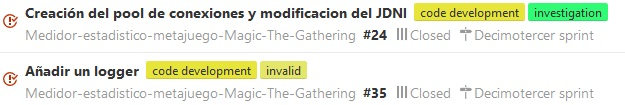 Creación del pool de conexiones y modificacion del JDNI code development investigation
Medidor-estadistico-metajuego-Magic-The-Gathering #24 Closed Decimotercer sprint
Añadir un logger code development invalid
Medidor-estadistico-metajuego-Magic-The-Gathering #35 Closed Decimotercer sprint